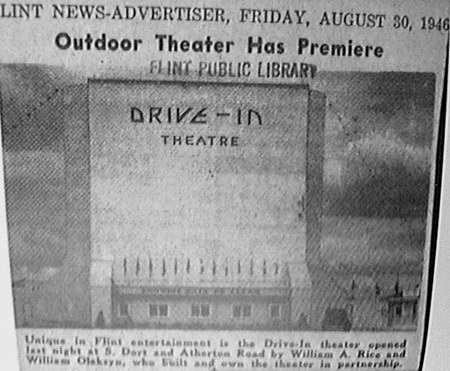 LINT NEWS-ADVERTISER, FRIDAY, AUGUST 30, 1946
Outdoor Theater Has Premiere
FLINT PUBLIC LIBRARY
DRIVE-IN
THEATRE
Unique in Flint entertainment is the Drive-In theater opened
last night at S. Dort and Atherton Road by William A. Rice and
William Oleksyn, who built and own the theater in partnership.